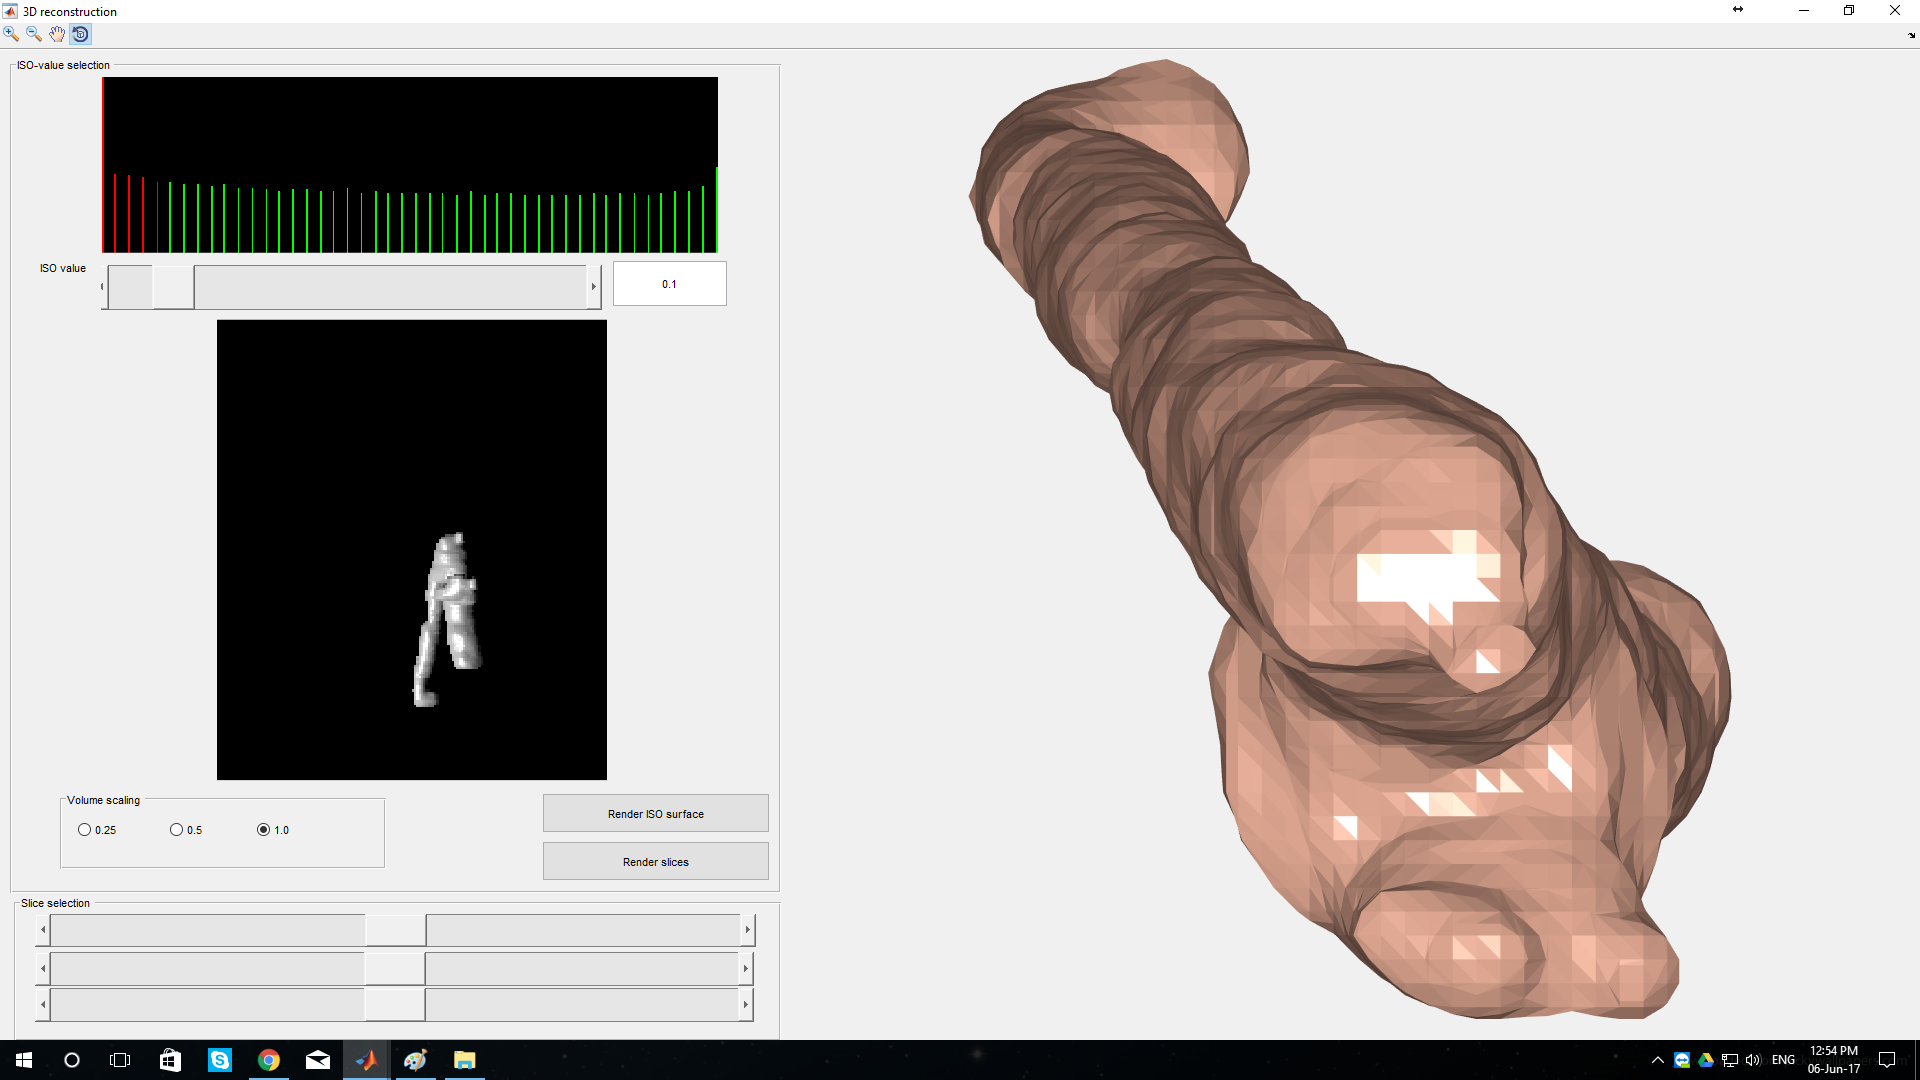 3D reconstruction
ISO-value selection
ISO value
0.1
Volume scaling
0.25
0.5
1.0
Render ISO surface
Render slices
Slice selection
ENG
12:54 PM
06-Jun-17